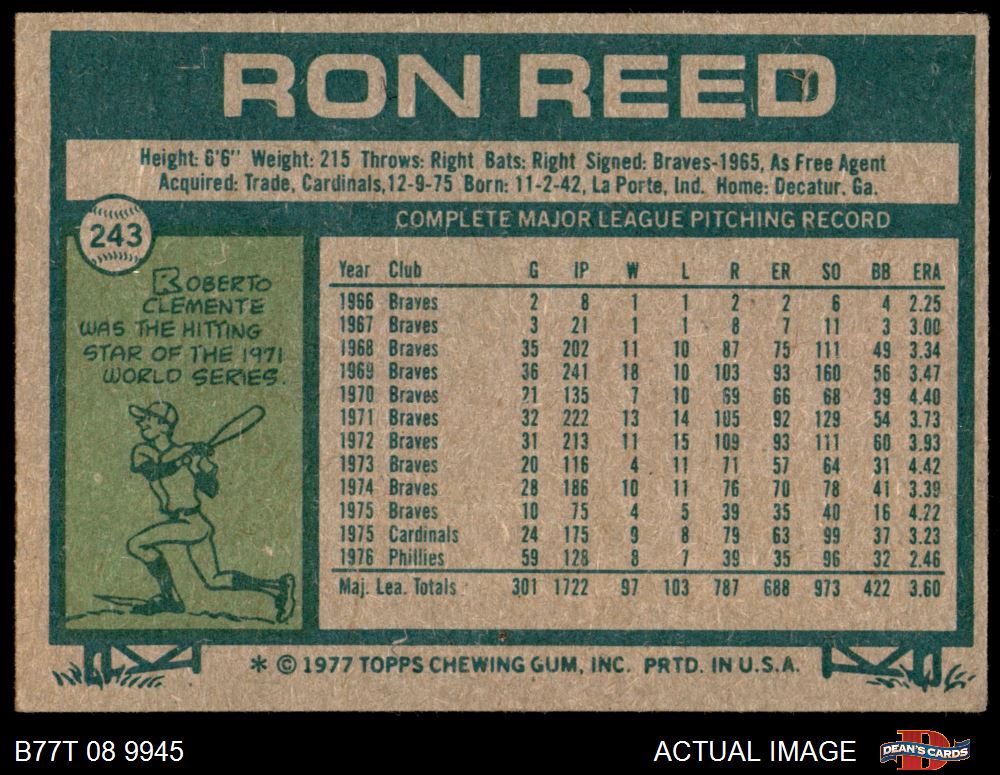 RON REED
Height: 6'6" Weight: 215 Throws: Right Bats: Right Signed: Braves-1965, As Free Agent
Acquired: Trade, Cardinals,12-9-75 Born: 11-2-42, La Porte, Ind. Home: Decatur, Ga.
243
ROBERTO
CLEMENTE
WAS THE HITTING
STAR OF THE 1971
WORLD SERIES.
COMPLETE MAJOR LEAGUE PITCHING RECORD
Year Club G IP W L R ER SO BB ERA
1966 Braves 2 8 1 1 2 2 6 4 2.25
1967 Braves 3 21 1 1 8 7 11 3 3.00
1968 Braves 35 202 11 10 87 75 111 49 3.34
1969 Braves 36 241 18 10 103 93 160 56 3.47
1970 Braves 21 135 7 10 69 66 68 39 4.40
1971 Braves 32 222 13 14 105 92 129 54 3.73
1972 Braves 31 213 11 15 109 93 111 60 3.93
1973 Braves 20 116 4 11 71 57 64 31 4.42
1974 Braves 28 186 10 11 76 70 78 41 3.39
1975 Braves 10 75 4 5 39 35 40 16 4.22
1975 Cardinals 24 175 9 8 79 63 99 37 3.23
1976 Phillies 59 128 8 7 39 35 96 32 2.46
Maj. Lea. Totals 301 1722 97 103 787 688 973 422 3.60
* © 1977 TOPPS CHEWING GUM, INC. PRTD. IN U.S.A.
B77T 08 9945
ACTUAL IMAGE
D
DEAN'S CARDS